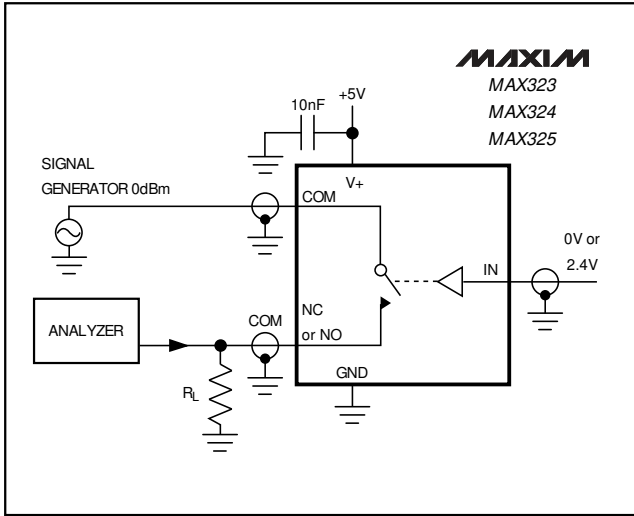 MAXIM
MAX323
MAX324
MAX325
10nF
+5V
SIGNAL
GENERATOR 0dBm
V+
COM
0V or
2.4V
IN
NC
or NO
COM
ANALYZER
RL
GND